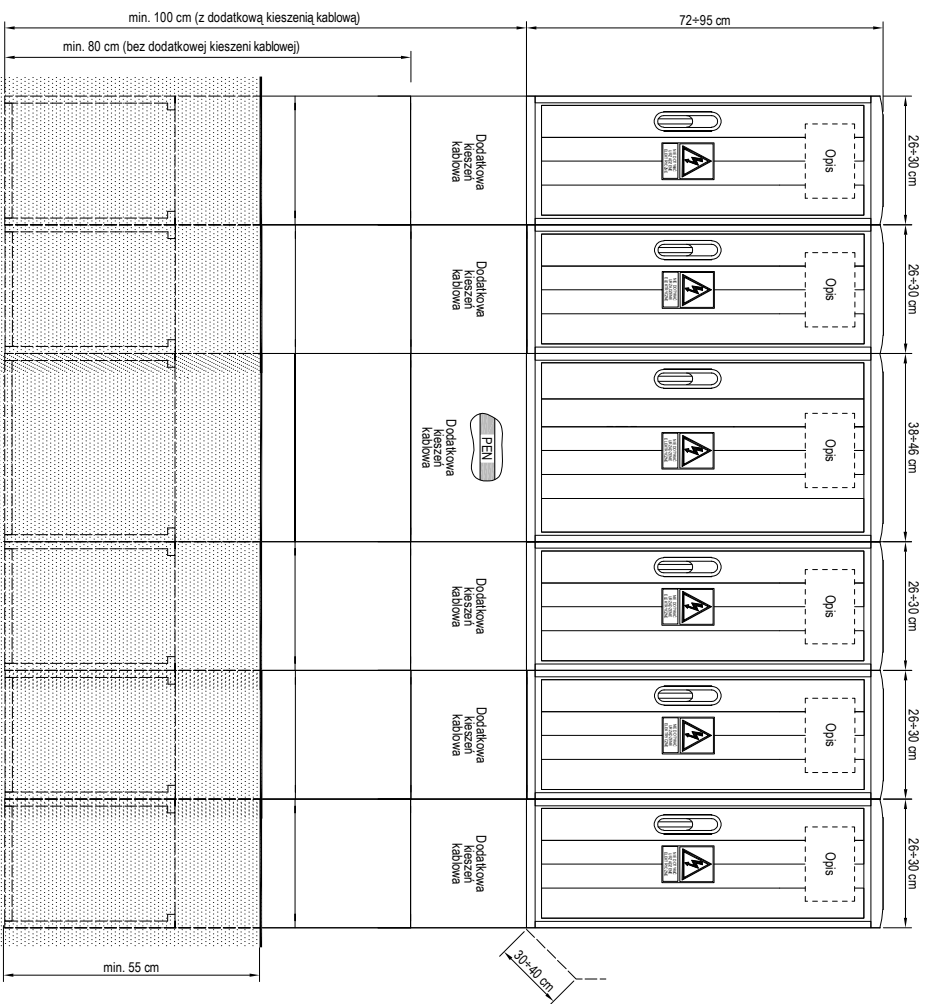 min. 100 cm (z dodatkową kieszenią kablową)
72÷95 cm
min. 80 cm (bez dodatkowej kieszeni kablowej)
26÷30 cm
Dodatkowa
kieszeń
kablowa
Opis
26÷30 cm
Dodatkowa
kieszeń
kablowa
Opis
38÷46 cm
PEN
Dodatkowa
kieszeń
kablowa
Opis
26÷30 cm
Dodatkowa
kieszeń
kablowa
Opis
26÷30 cm
Dodatkowa
kieszeń
kablowa
Opis
26÷30 cm
Dodatkowa
kieszeń
kablowa
Opis
min. 55 cm
30÷40 cm